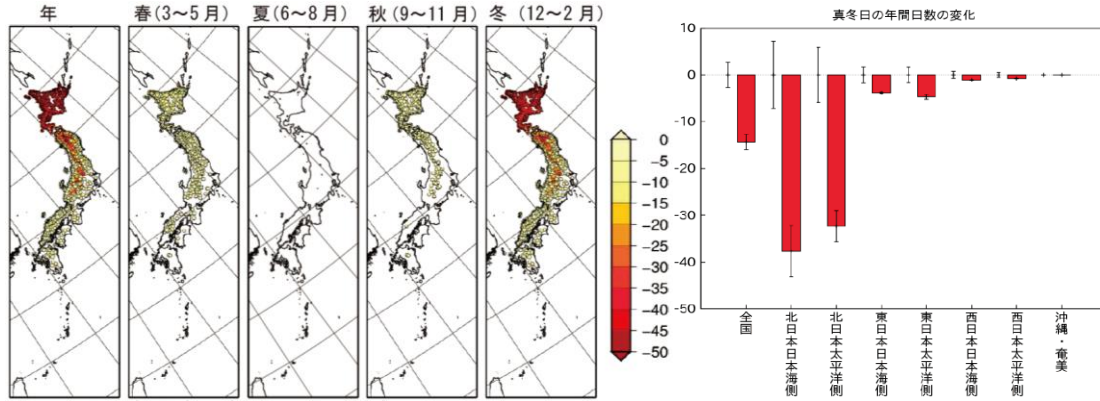 年
春(3～5月)
夏(6～8月)
秋(9～11月)
冬(12～2月)
0
-5
-10
-15
-20
-25
-30
-35
-40
-45
-50
真冬日の年間日数の変化
10
0
-10
-20
-30
-40
-50
全国
北日本日本海側
北日本太平洋側
東日本日本海側
東日本太平洋側
西日本日本海側
西日本太平洋側
沖縄・奄美